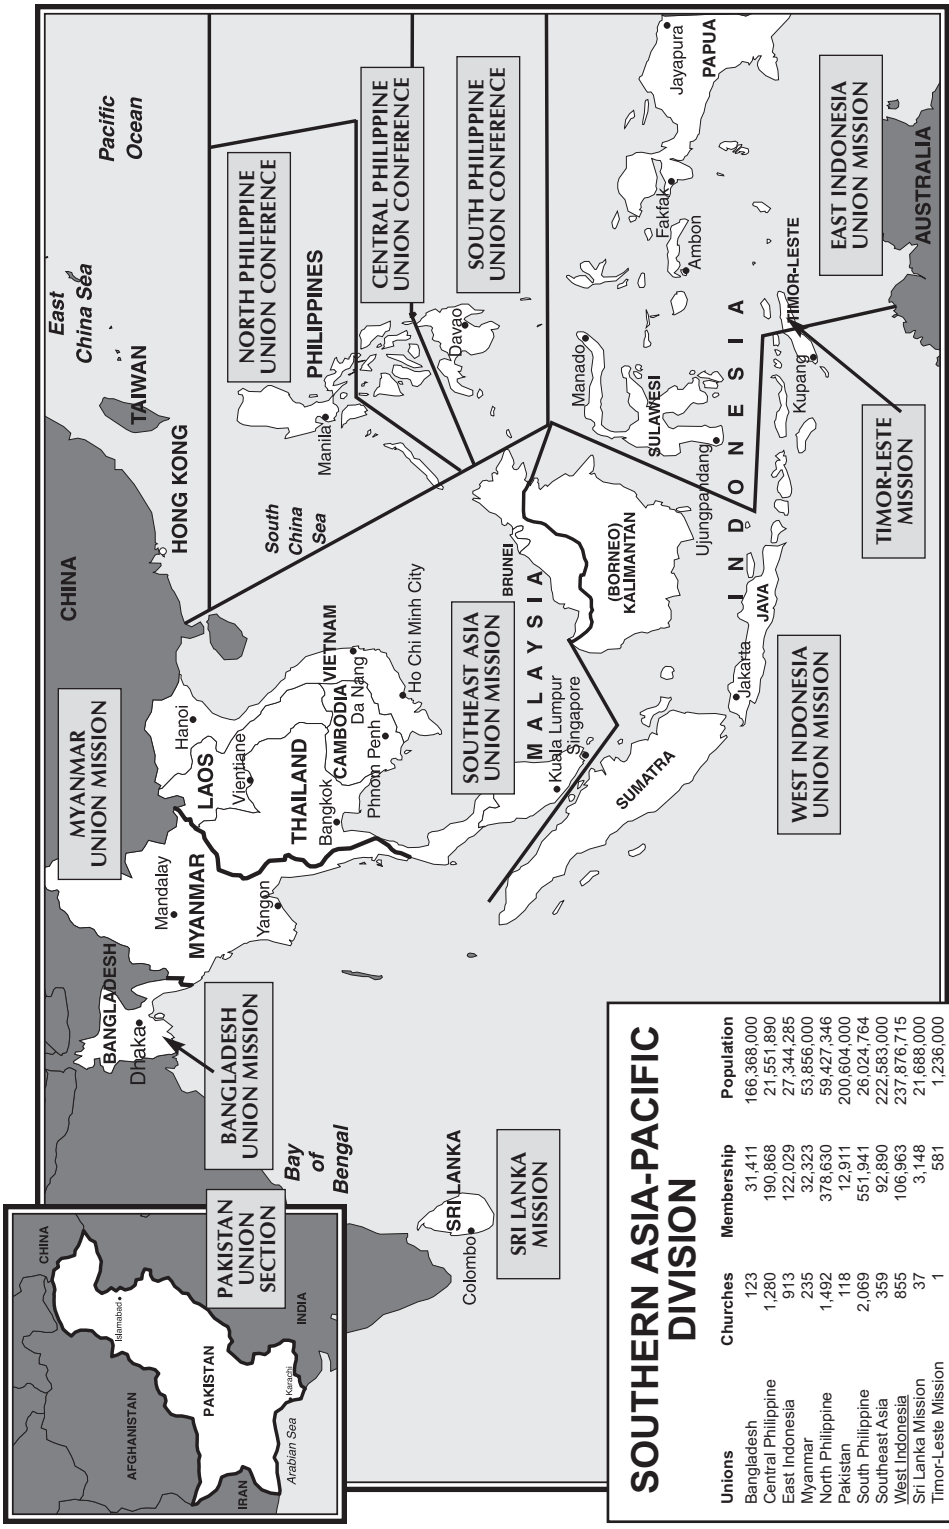 Pacific
Ocean
East
China Sea
TAIWAN
HONG KONG
CHINA
NORTH PHILIPPINE
UNION CONFERENCE
CENTRAL PHILIPPINE
UNION CONFERENCE
SOUTH PHILIPPINE
UNION CONFERENCE
PHILIPPINES
Manila
Davao
South
China
Sea
Jayapura
PAPUA
Fakfak
Ambon
EAST INDONESIA
UNION MISSION
AUSTRALIA
TIMOR-LESTE
Kupang
Manado
SULAWESI
Ujungpandang
INDONESIA
TIMOR-LESTE
MISSION
BRUNEI
MALAYSIA
(BORNEO)
KALIMANTAN
JAVA
Jakarta
SOUTHEAST ASIA
UNION MISSION
WEST INDONESIA
UNION MISSION
Kuala Lumpur
Singapore
SUMATRA
MYANMAR
UNION MISSION
Hanoi
LAOS
Vientiane
VIETNAM
Da Nang
Ho Chi Minh City
THAILAND
CAMBODIA
Bangkok
Phnom Penh
Mandalay
MYANMAR
Yangon
BANGLADESH
Dhaka
BANGLADESH
UNION MISSION
Bay
of
Bengal
SRI LANKA
Colombo
SRI LANKA
MISSION
PAKISTAN
UNION
SECTION
CHINA
Islamabad
INDIA
PAKISTAN
Karachi
AFGHANISTAN
IRAN
Arabian Sea
SOUTHERN ASIA-PACIFIC
DIVISION
Unions Churches Membership Population
Bangladesh 123 31,411 166,368,000
Central Philippine 1,280 190,868 21,551,890
East Indonesia 913 122,029 27,344,285
Myanmar 235 32,323 53,856,000
North Philippine 1,492 378,630 59,427,346
Pakistan 118 12,911 200,604,000
South Philippine 2,069 551,941 26,024,764
Southeast Asia 359 92,890 222,583,000
West Indonesia 855 106,963 237,876,715
Sri Lanka Mission 37 3,148 21,688,000
Timor-Leste Mission 1 581 1,236,000